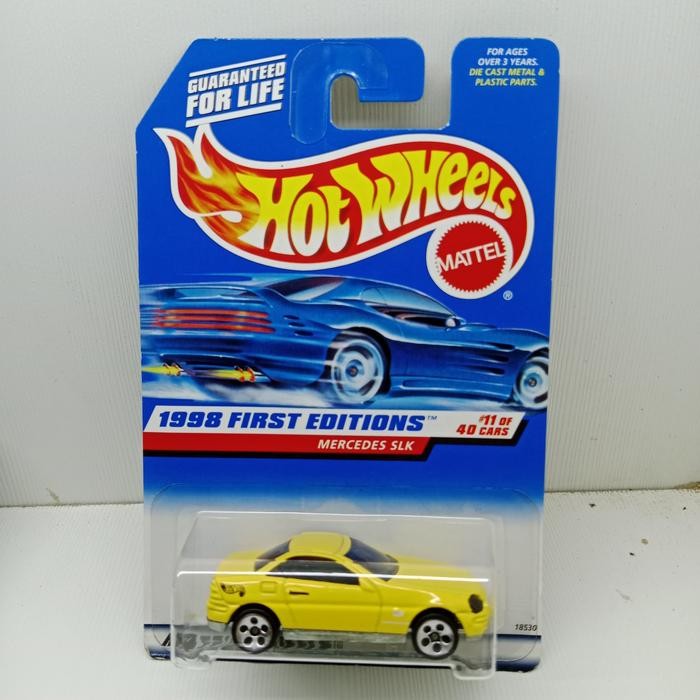 GUARANTEED
FOR LIFE
FOR AGES
OVER 3 YEARS.
DIE CAST METAL &
PLASTIC PARTS.
HOT WHEELS
MATTEL
®
1998 FIRST EDITIONS™
#11 OF
40 CARS
MERCEDES SLK
18530